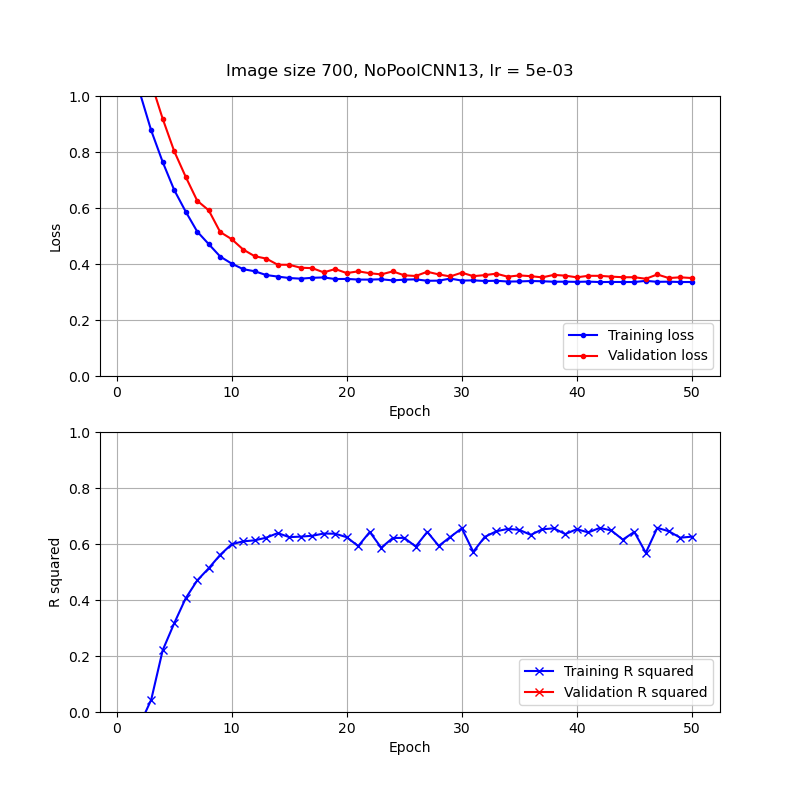 Image size 700, NoPoolCNN13, lr = 5e-03
1.0
0.8
0.6
0.4
0.2
0.0
Loss
Training loss
Validation loss
0 10 20 30 40 50
Epoch
1.0
0.8
0.6
0.4
0.2
0.0
R squared
Training R squared
Validation R squared
0 10 20 30 40 50
Epoch